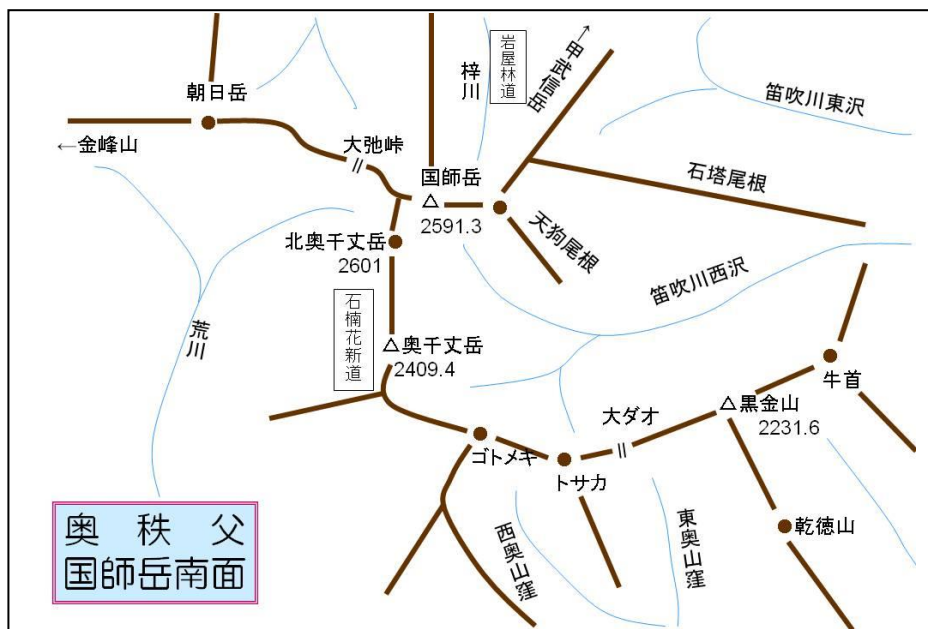 朝日岳
←金峰山
大弛峠
梓川
岩屋林道
→甲武信岳
笛吹川東沢
国師岳
2591.3
石塔尾根
天狗尾根
北奥千丈岳
2601
笛吹川西沢
石楠花新道
荒川
奥千丈岳
2409.4
牛首
大ダオ
黒金山
2231.6
ゴトメキ
トサカ
西奥山窪
東奥山窪
乾徳山
奥秩父
国師岳南面